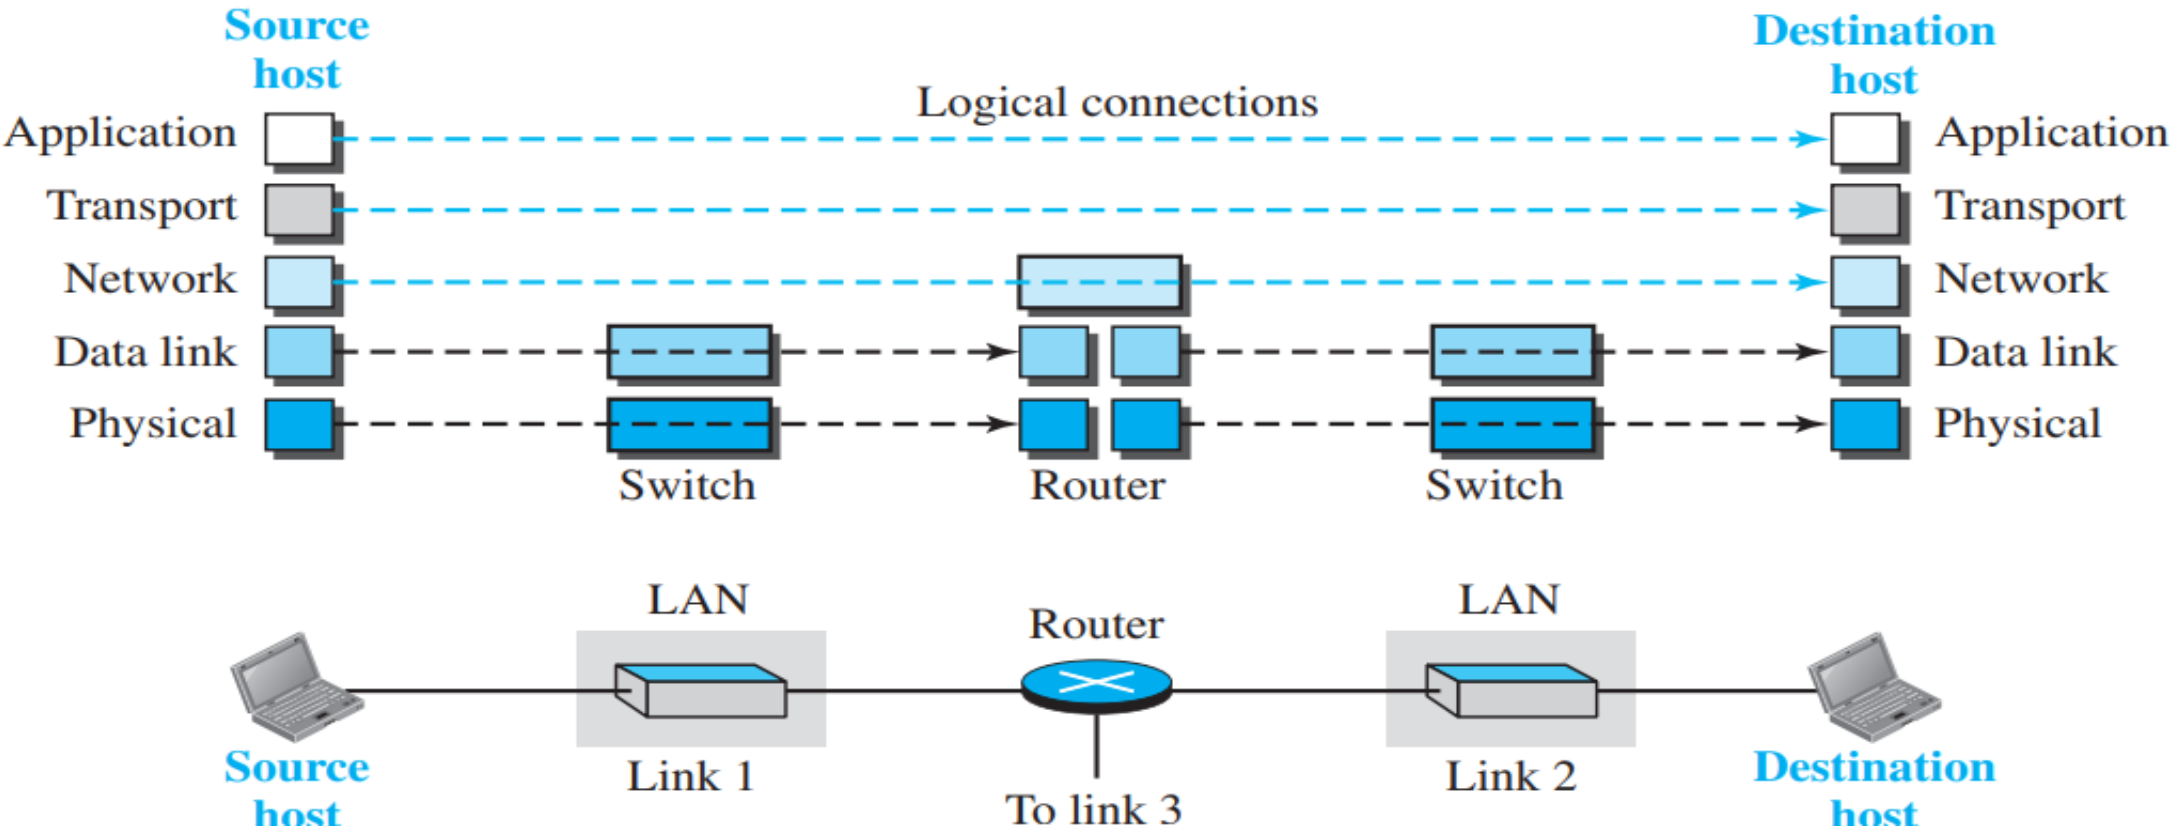 Source
host
Destination
host
Logical connections
Application
Application
Transport
Transport
Network
Network
Data link
Data link
Physical
Physical
Switch
Router
Switch
LAN
Router
LAN
Link 1
Link 2
To link 3
Source
host
Destination
host